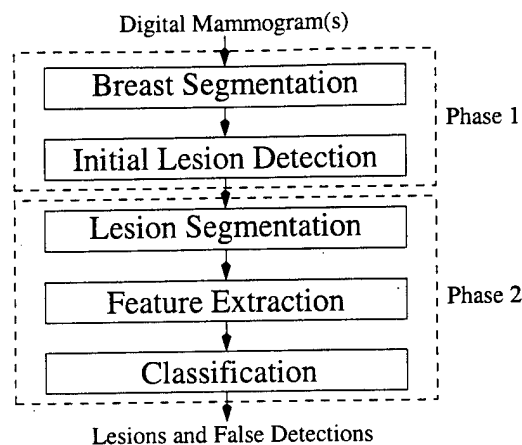 Digital Mammogram(s)
Breast Segmentation
Phase 1
Initial Lesion Detection
Lesion Segmentation
Feature Extraction
Phase 2
Classification
Lesions and False Detections